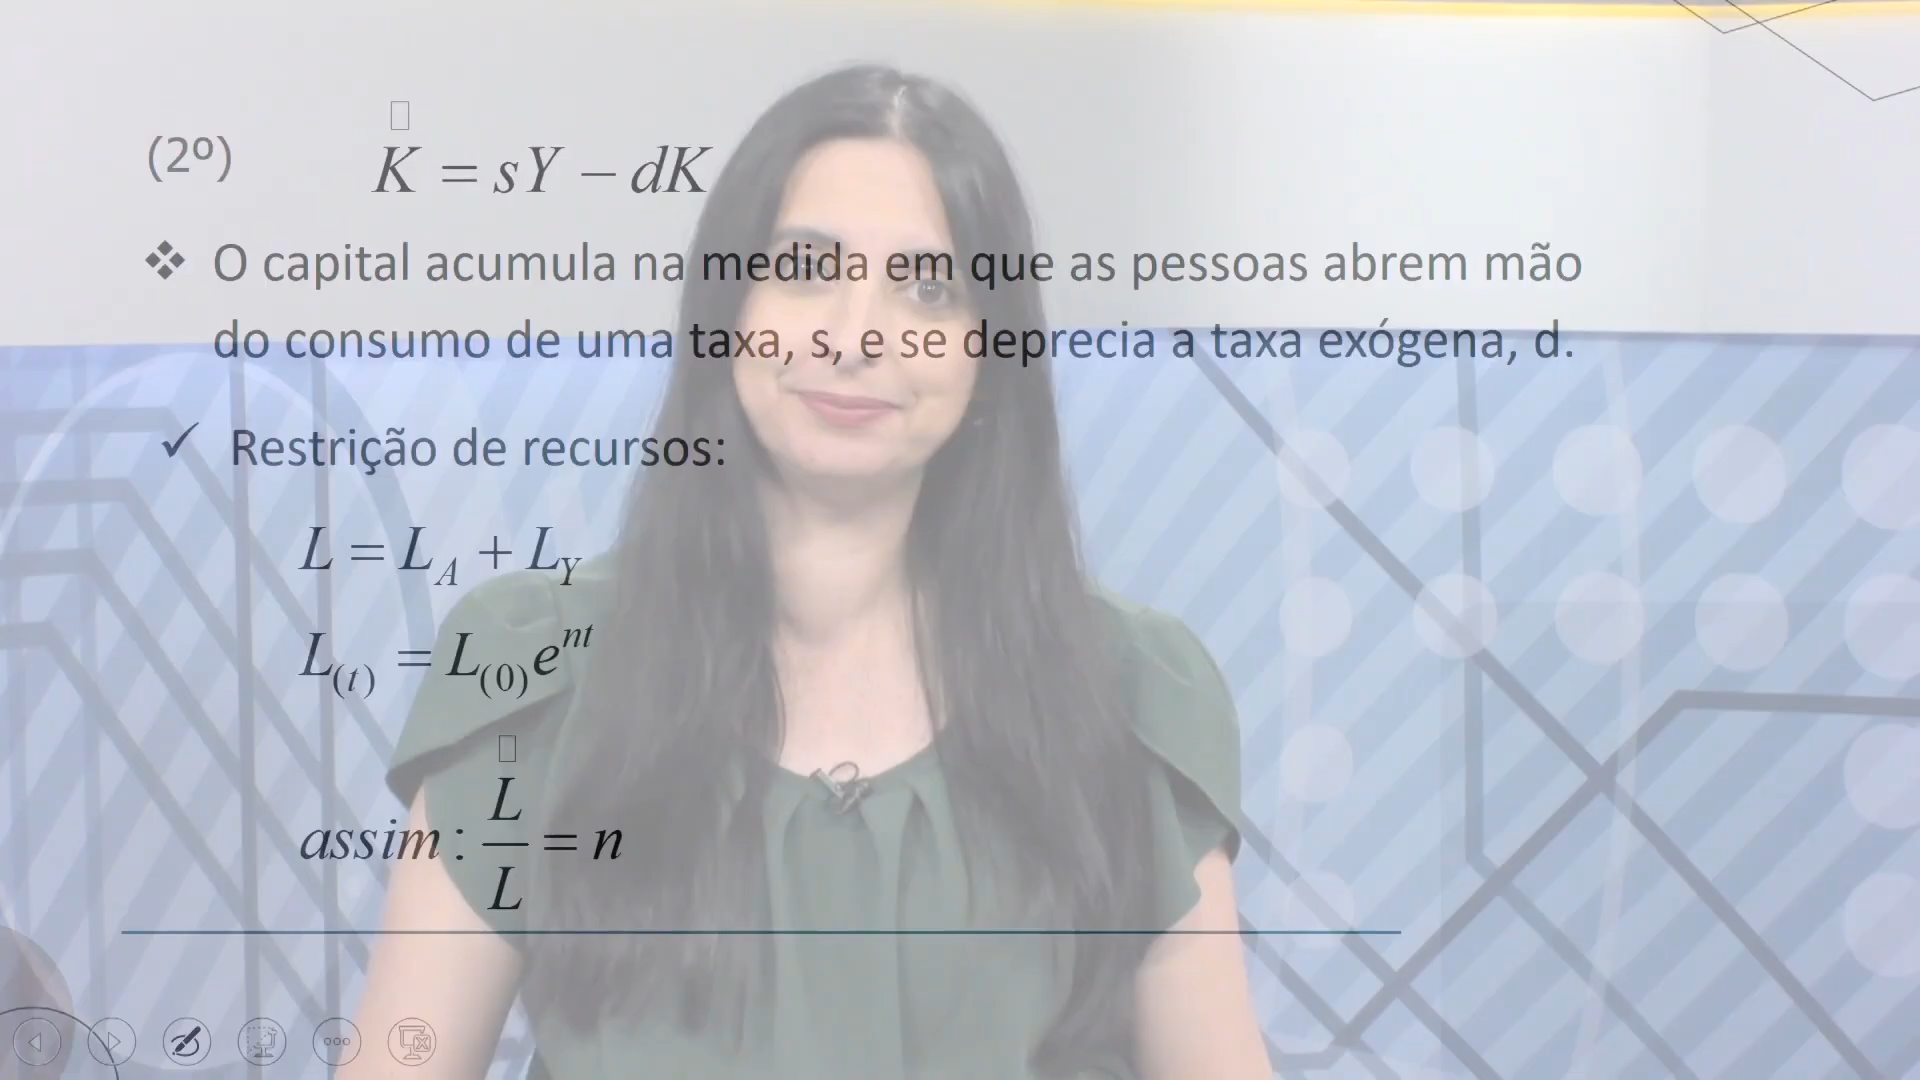 (2º) K̇ = sY − dK
❖ O capital acumula na medida em que as pessoas abrem mão
do consumo de uma taxa, s, e se deprecia a taxa exógena, d.
✓ Restrição de recursos:
L = L_A + L_Y
L_(t) = L_(0)e^nt
assim : L̇/L = n